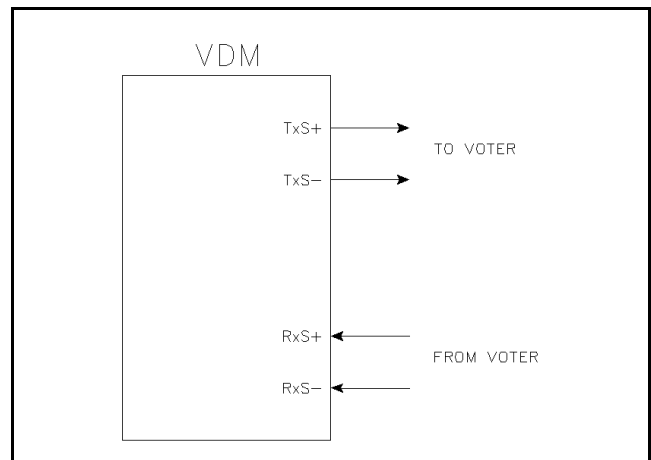 VDM
TxS+
TO VOTER
TxS−
RxS+
FROM VOTER
RxS−